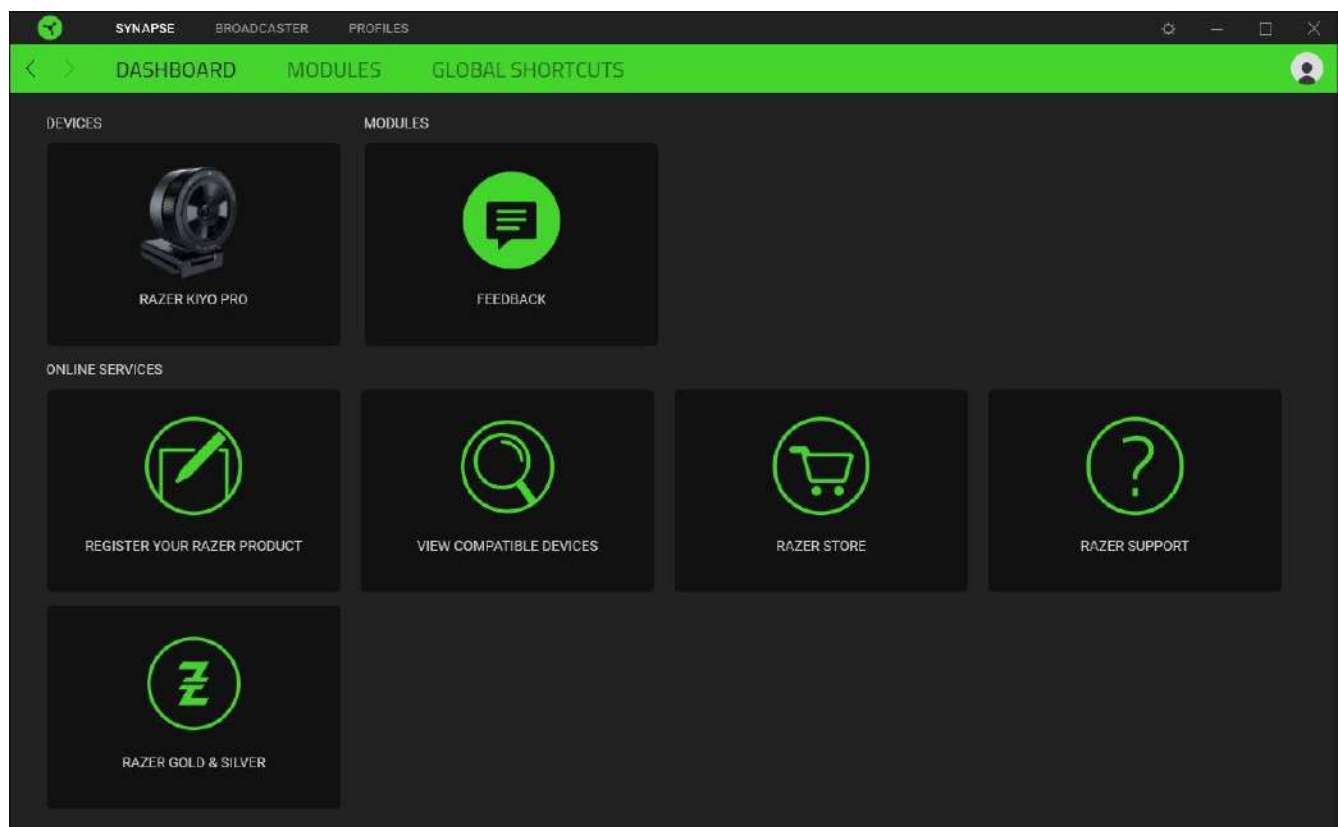 SYNAPSE BROADCASTER PROFILES
DASHBOARD MODULES GLOBAL SHORTCUTS
DEVICES MODULES
RAZER KIYO PRO FEEDBACK
ONLINE SERVICES
REGISTER YOUR RAZER PRODUCT VIEW COMPATIBLE DEVICES RAZER STORE RAZER SUPPORT
RAZER GOLD & SILVER